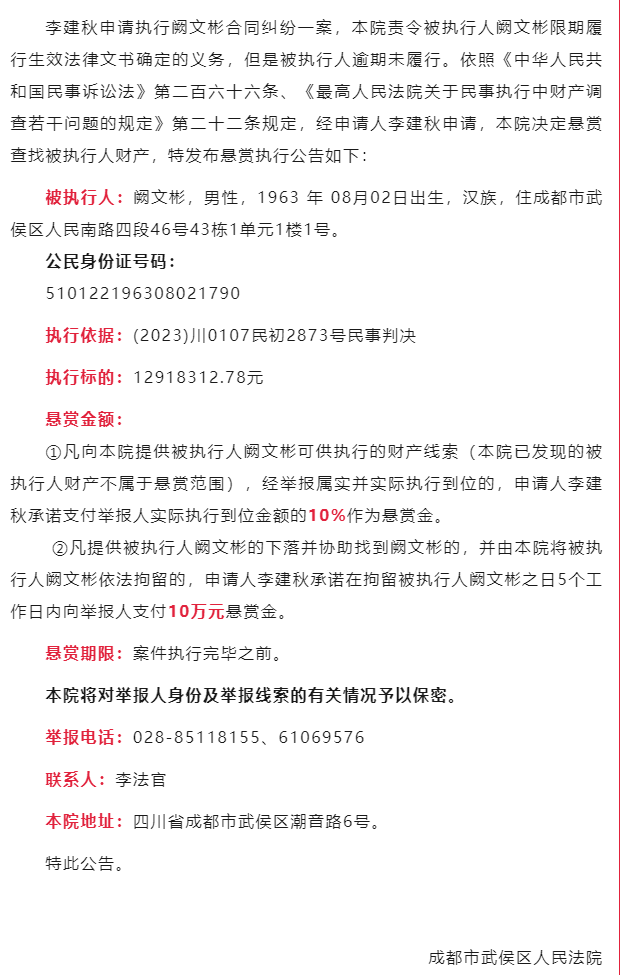 李建秋申请执行阙文彬合同纠纷一案，本院责令被执行人阙文彬限期履
行生效法律文书确定的义务，但是被执行人逾期未履行。依照《中华人民共
和国民事诉讼法》第二百六十六条、《最高人民法院关于民事执行中财产调
查若干问题的规定》第二十二条规定，经申请人李建秋申请，本院决定悬赏
查找被执行人财产，特发布悬赏执行公告如下：
被执行人：阙文彬，男性，1963 年 08月02日出生，汉族，住成都市武
侯区人民南路四段46号43栋1单元1楼1号。
公民身份证号码：
510122196308021790
执行依据：(2023)川0107民初2873号民事判决
执行标的：12918312.78元
悬赏金额：
①凡向本院提供被执行人阙文彬可供执行的财产线索（本院已发现的被
执行人财产不属于悬赏范围），经举报属实并实际执行到位的，申请人李建
秋承诺支付举报人实际执行到位金额的10%作为悬赏金。
②凡提供被执行人阙文彬的下落并协助找到阙文彬的，并由本院将被执
行人阙文彬依法拘留的，申请人李建秋承诺在拘留被执行人阙文彬之日5个工
作日内向举报人支付10万元悬赏金。
悬赏期限：案件执行完毕之前。
本院将对举报人身份及举报线索的有关情况予以保密。
举报电话：028-85118155、61069576
联系人：李法官
本院地址：四川省成都市武侯区潮音路6号。
特此公告。
成都市武侯区人民法院